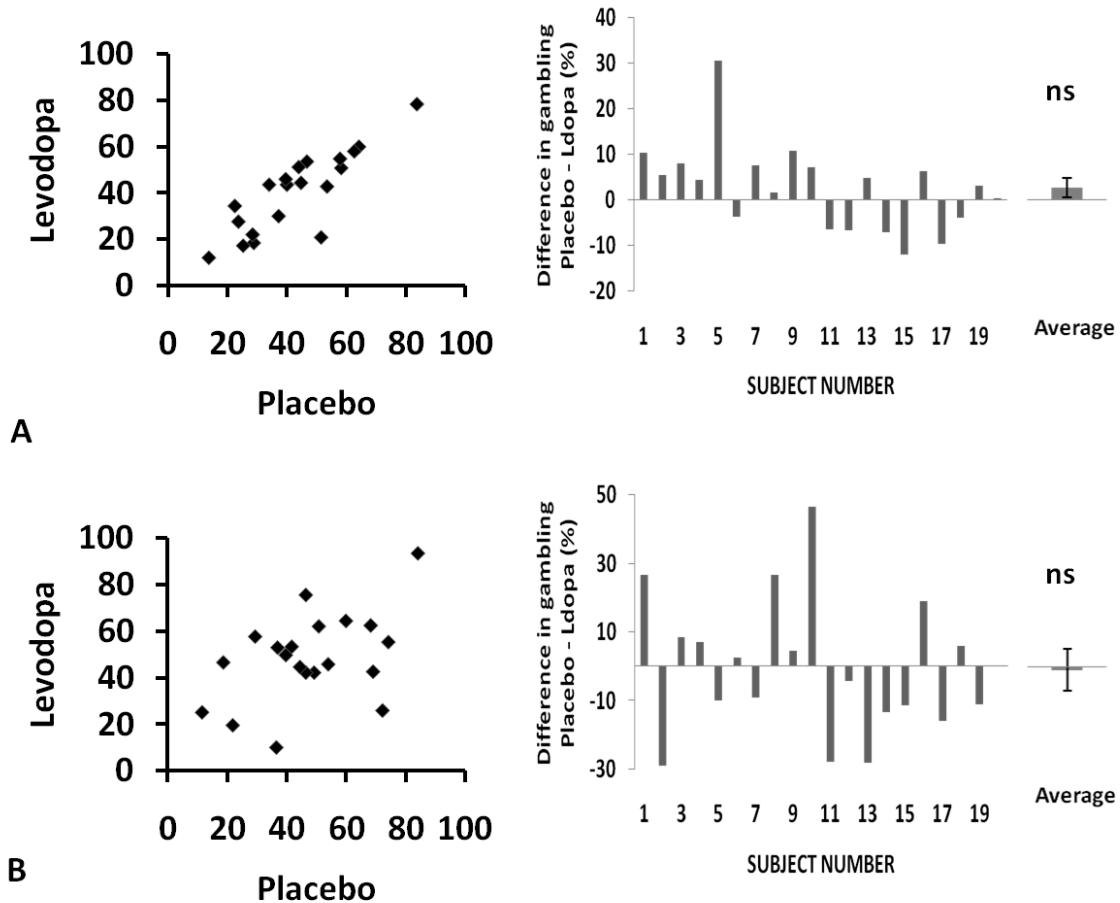 100
80
60
40
20
0
Levodopa
0 20 40 60 80 100
Placebo
Difference in gambling
Placebo - Ldopa (%)
40
30
20
10
0
-10
-20
1 3 5 7 9 11 13 15 17 19
SUBJECT NUMBER
ns
Average
A
100
80
60
40
20
0
Levodopa
0 20 40 60 80 100
Placebo
Difference in gambling
Placebo - Ldopa (%)
50
30
10
-10
-30
1 3 5 7 9 11 13 15 17 19
SUBJECT NUMBER
ns
Average
B